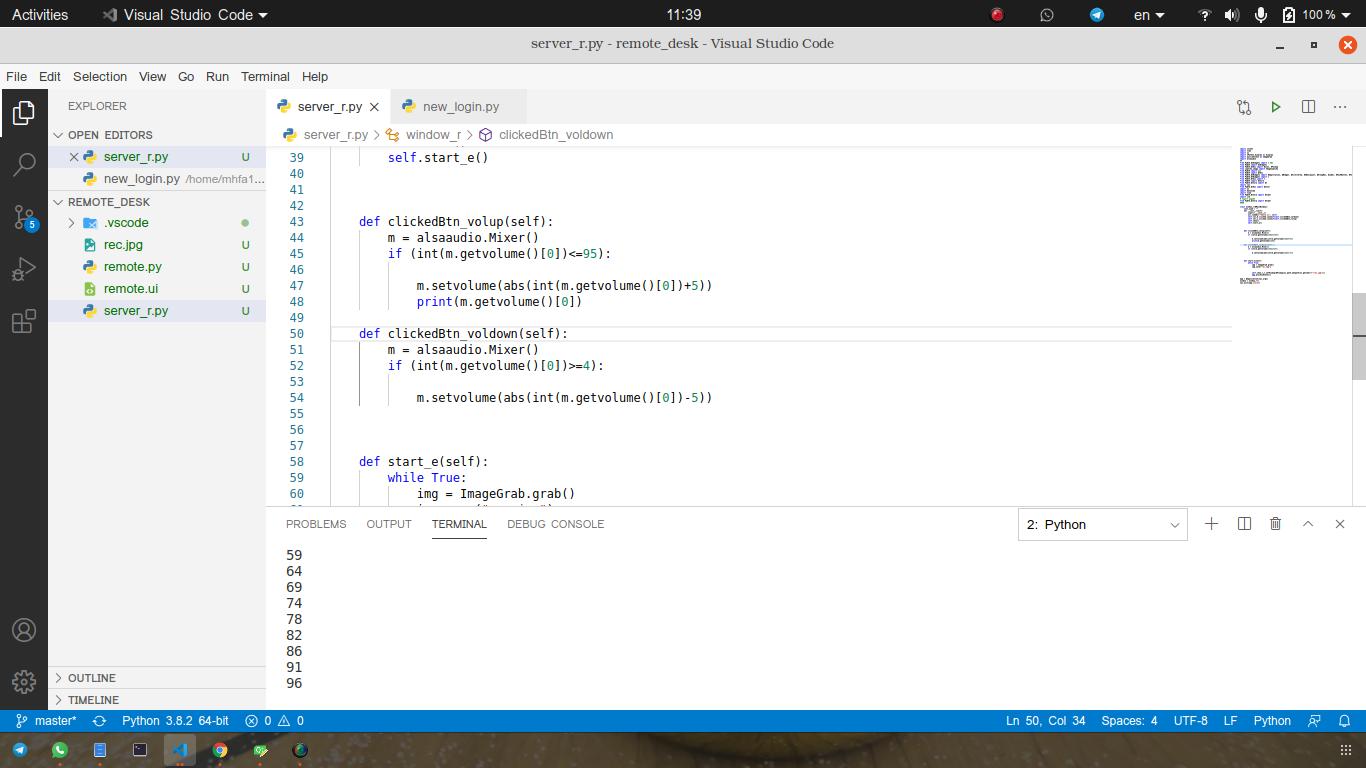 Activities Visual Studio Code 11:39 en 100 %
server_r.py - remote_desk - Visual Studio Code
File Edit Selection View Go Run Terminal Help
EXPLORER
OPEN EDITORS
server_r.py U
new_login.py /home/mhfa1...
REMOTE_DESK
.vscode
rec.jpg U
remote.py U
remote.ui U
server_r.py U
OUTLINE
TIMELINE
5
server_r.py new_login.py
server_r.py > window_r > clickedBtn_voldown
39 self.start_e()
40
41
42
43 def clickedBtn_volup(self):
44 m = alsaaudio.Mixer()
45 if (int(m.getvolume()[0])<=95):
46
47 m.setvolume(abs(int(m.getvolume()[0])+5))
48 print(m.getvolume()[0])
49
50 def clickedBtn_voldown(self):
51 m = alsaaudio.Mixer()
52 if (int(m.getvolume()[0])>=4):
53
54 m.setvolume(abs(int(m.getvolume()[0])-5))
55
56
57
58 def start_e(self):
59 while True:
60 img = ImageGrab.grab()
PROBLEMS OUTPUT TERMINAL DEBUG CONSOLE 2: Python
59
64
69
74
78
82
86
91
96
master* Python 3.8.2 64-bit 0 0 Ln 50, Col 34 Spaces: 4 UTF-8 LF Python